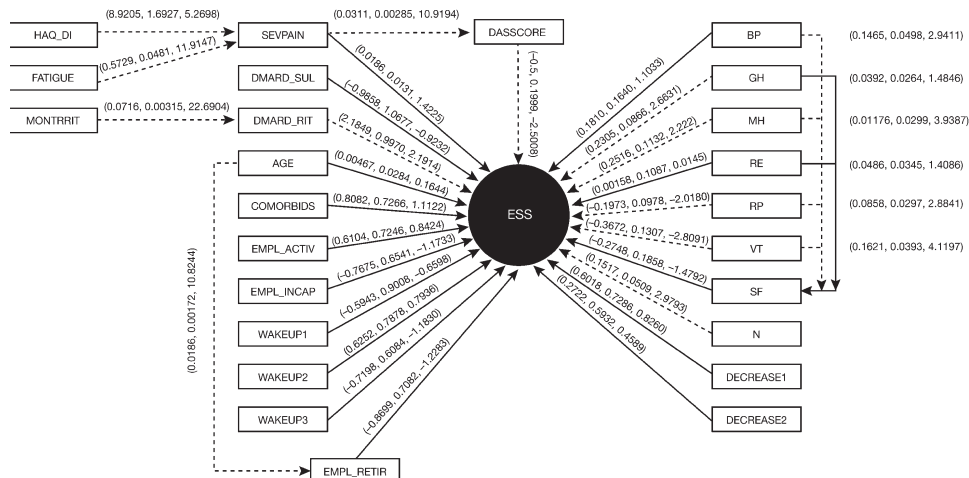 HAQ_DI
(8.9205, 1.6927, 5.2698)
SEVPAIN
(0.0311, 0.00285, 10.9194)
DASSCORE
BP
(0.1465, 0.0498, 2.9411)
FATIGUE
(0.5729, 0.0481, 11.9147)
DMARD_SUL
(0.0186, 0.0131, 1.4225)
(–0.5, 0.1999, –2.5008)
(0.1810, 0.1640, 1.1033)
GH
(0.0392, 0.0264, 1.4846)
MONTRRIT
(0.0716, 0.00315, 22.6904)
DMARD_RIT
(–0.9858, 1.0677, –0.9232)
(0.2305, 0.0866, 2.6631)
MH
(0.01176, 0.0299, 3.9387)
AGE
(2.1849, 0.9970, 2.1914)
(0.2516, 0.1132, 2.222)
RE
(0.0486, 0.0345, 1.4086)
COMORBIDS
(0.00467, 0.0284, 0.1644)
ESS
(0.00158, 0.1087, 0.0145)
RP
(0.0858, 0.0297, 2.8841)
EMPL_ACTIV
(0.8082, 0.7266, 1.1122)
(–0.1973, 0.0978, –2.0180)
VT
(0.1621, 0.0393, 4.1197)
EMPL_INCAP
(0.6104, 0.7246, 0.8424)
(–0.3672, 0.1307, –2.8091)
SF
WAKEUP1
(–0.7675, 0.6541, –1.1733)
(–0.2748, 0.1858, –1.4792)
N
WAKEUP2
(–0.5943, 0.9008, –0.6598)
(0.1517, 0.0509, 2.9793)
DECREASE1
WAKEUP3
(0.6252, 0.7878, 0.7936)
(0.6018, 0.7286, 0.8260)
DECREASE2
(–0.7198, 0.6084, –1.1830)
(0.2722, 0.5932, 0.4589)
(–0.8699, 0.7082, –1.2283)
(0.0186, 0.00172, 10.8244)
EMPL_RETIR